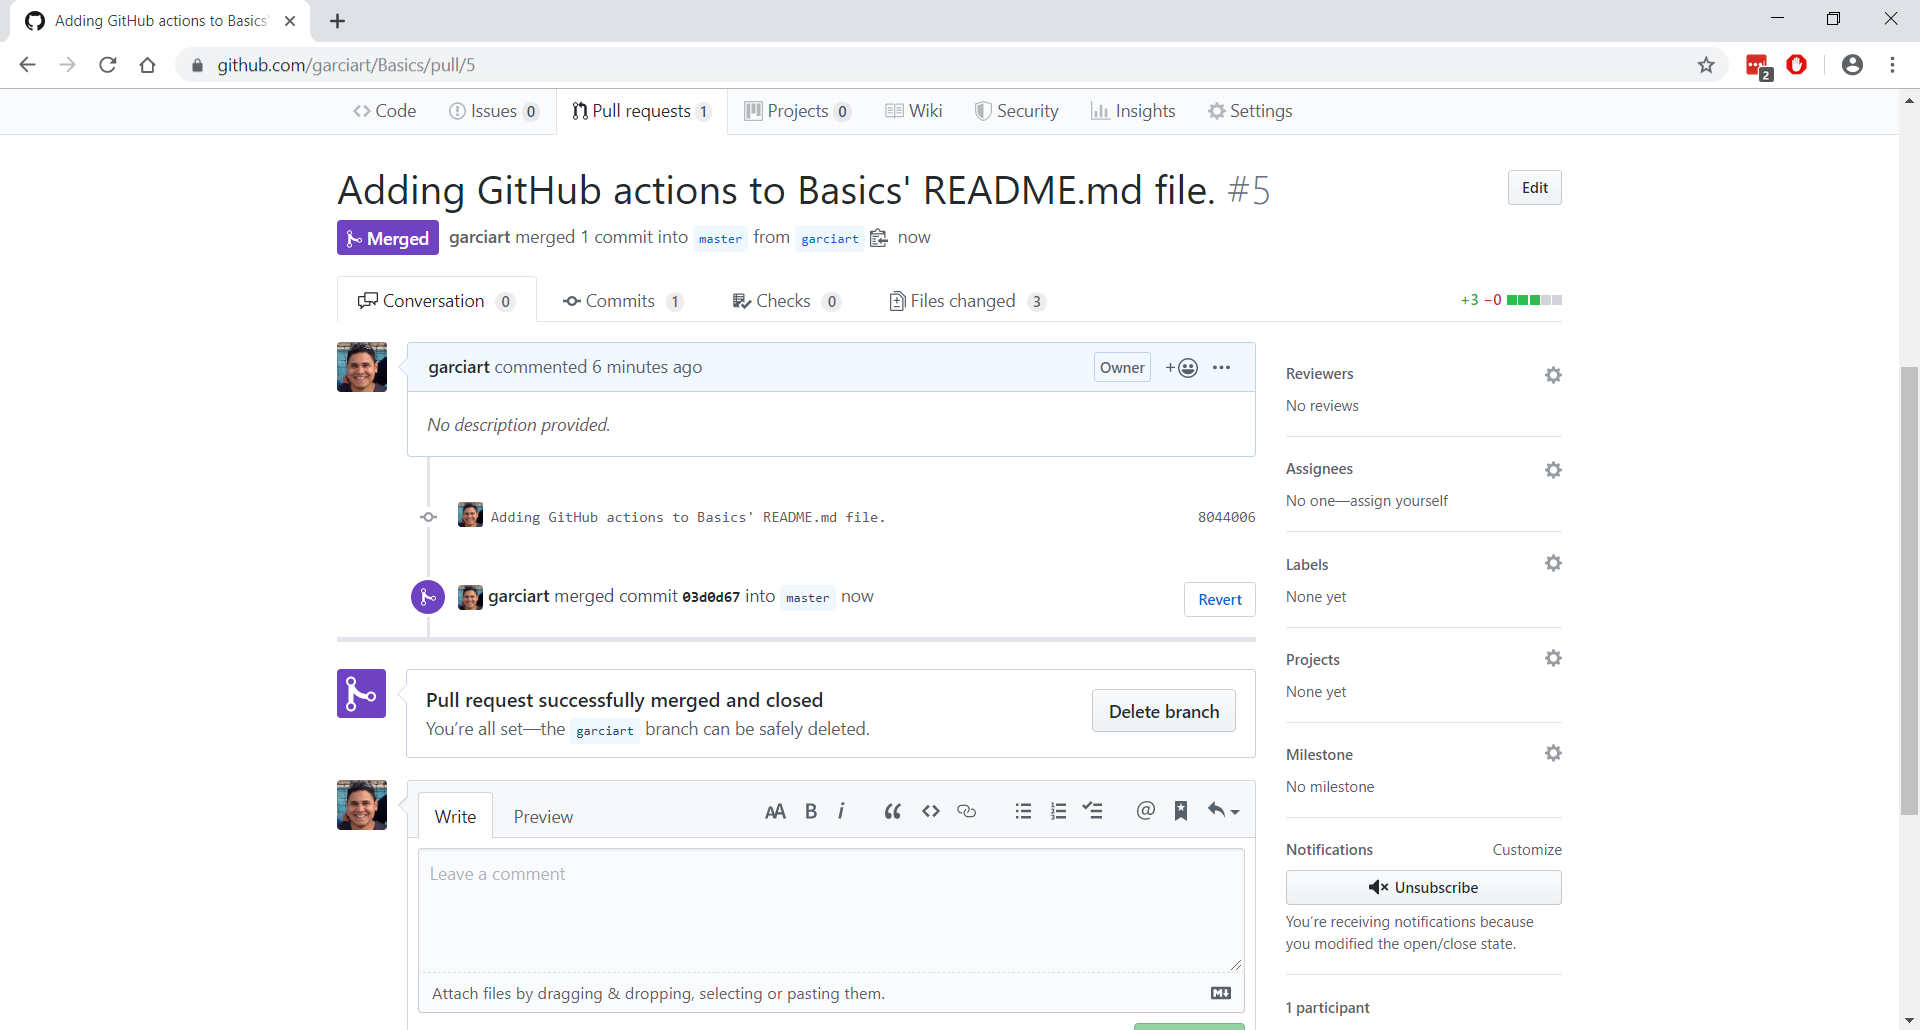 Adding GitHub actions to Basics'
github.com/garciart/Basics/pull/5
2
Code Issues 0 Pull requests 1 Projects 0 Wiki Security Insights Settings
Adding GitHub actions to Basics' README.md file. #5
Edit
Merged garciart merged 1 commit into master from garciart now
Conversation 0 Commits 1 Checks 0 Files changed 3
+3 −0
garciart commented 6 minutes ago
Owner
No description provided.
Adding GitHub actions to Basics' README.md file. 8044006
garciart merged commit 03d0d67 into master now
Revert
Pull request successfully merged and closed
You’re all set—the garciart branch can be safely deleted.
Delete branch
Write Preview
AA B i
Leave a comment
Attach files by dragging & dropping, selecting or pasting them.
Reviewers
No reviews
Assignees
No one—assign yourself
Labels
None yet
Projects
None yet
Milestone
No milestone
Notifications Customize
Unsubscribe
You’re receiving notifications because
you modified the open/close state.
1 participant